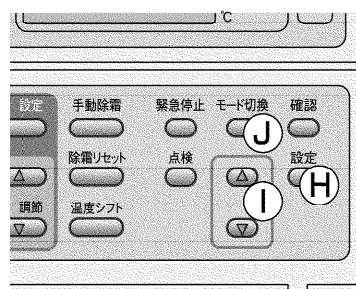 ℃
設定 手動除霜 緊急停止 モード切換 確認
J
除霜リセット 点検 設定
△ △ H
I
調節 温度シフト
▽ ▽